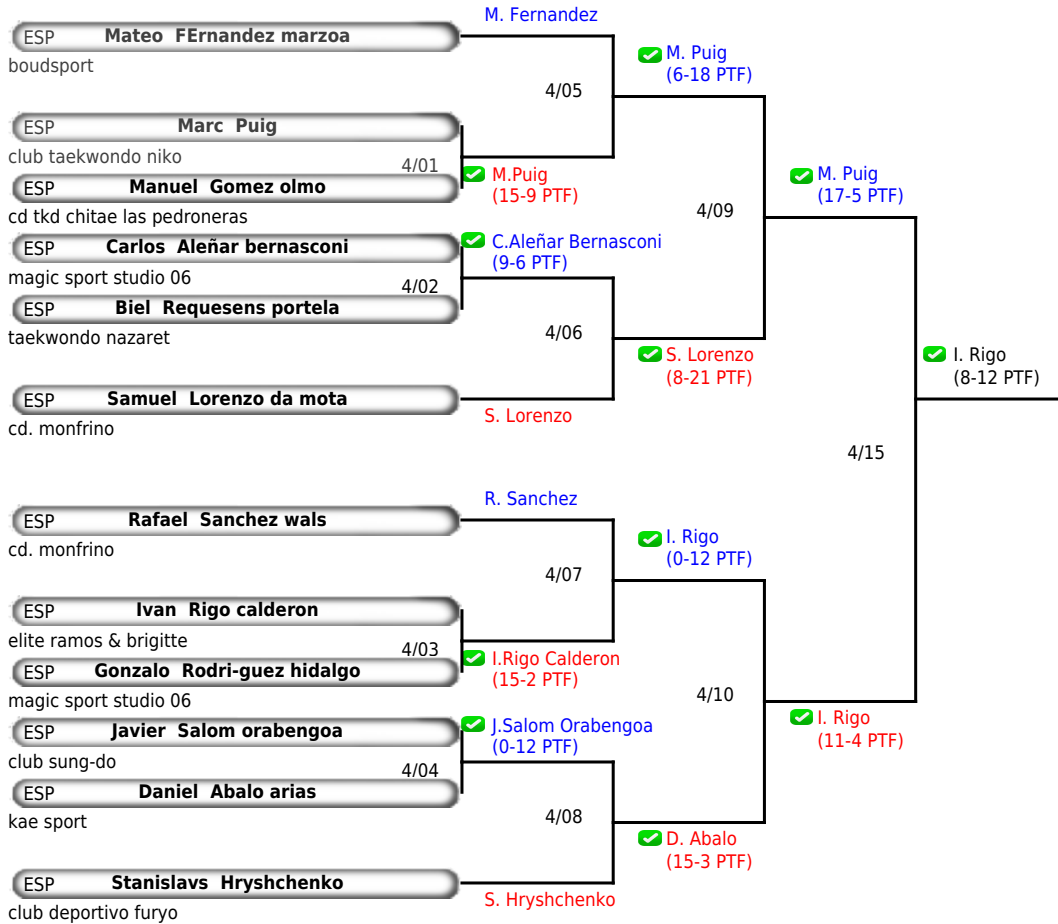 M. Fernandez
ESP Mateo FErnandez marzoa
boudsport
M. Puig
(6-18 PTF)
4/05
ESP Marc Puig
club taekwondo niko
4/01
M.Puig
(15-9 PTF)
M. Puig
(17-5 PTF)
ESP Manuel Gomez olmo
cd tkd chitae las pedroneras
4/09
ESP Carlos Aleñar bernasconi
C.Aleñar Bernasconi
(9-6 PTF)
magic sport studio 06
4/02
ESP Biel Requesens portela
taekwondo nazaret
4/06
S. Lorenzo
(8-21 PTF)
I. Rigo
(8-12 PTF)
ESP Samuel Lorenzo da mota
S. Lorenzo
cd. monfrino
4/15
R. Sanchez
ESP Rafael Sanchez wals
cd. monfrino
I. Rigo
(0-12 PTF)
4/07
ESP Ivan Rigo calderon
elite ramos & brigitte
4/03
I.Rigo Calderon
(15-2 PTF)
ESP Gonzalo Rodri-guez hidalgo
magic sport studio 06
4/10
I. Rigo
(11-4 PTF)
ESP Javier Salom orabengoa
J.Salom Orabengoa
(0-12 PTF)
club sung-do
4/04
ESP Daniel Abalo arias
kae sport
4/08
D. Abalo
(15-3 PTF)
ESP Stanislavs Hryshchenko
S. Hryshchenko
club deportivo furyo